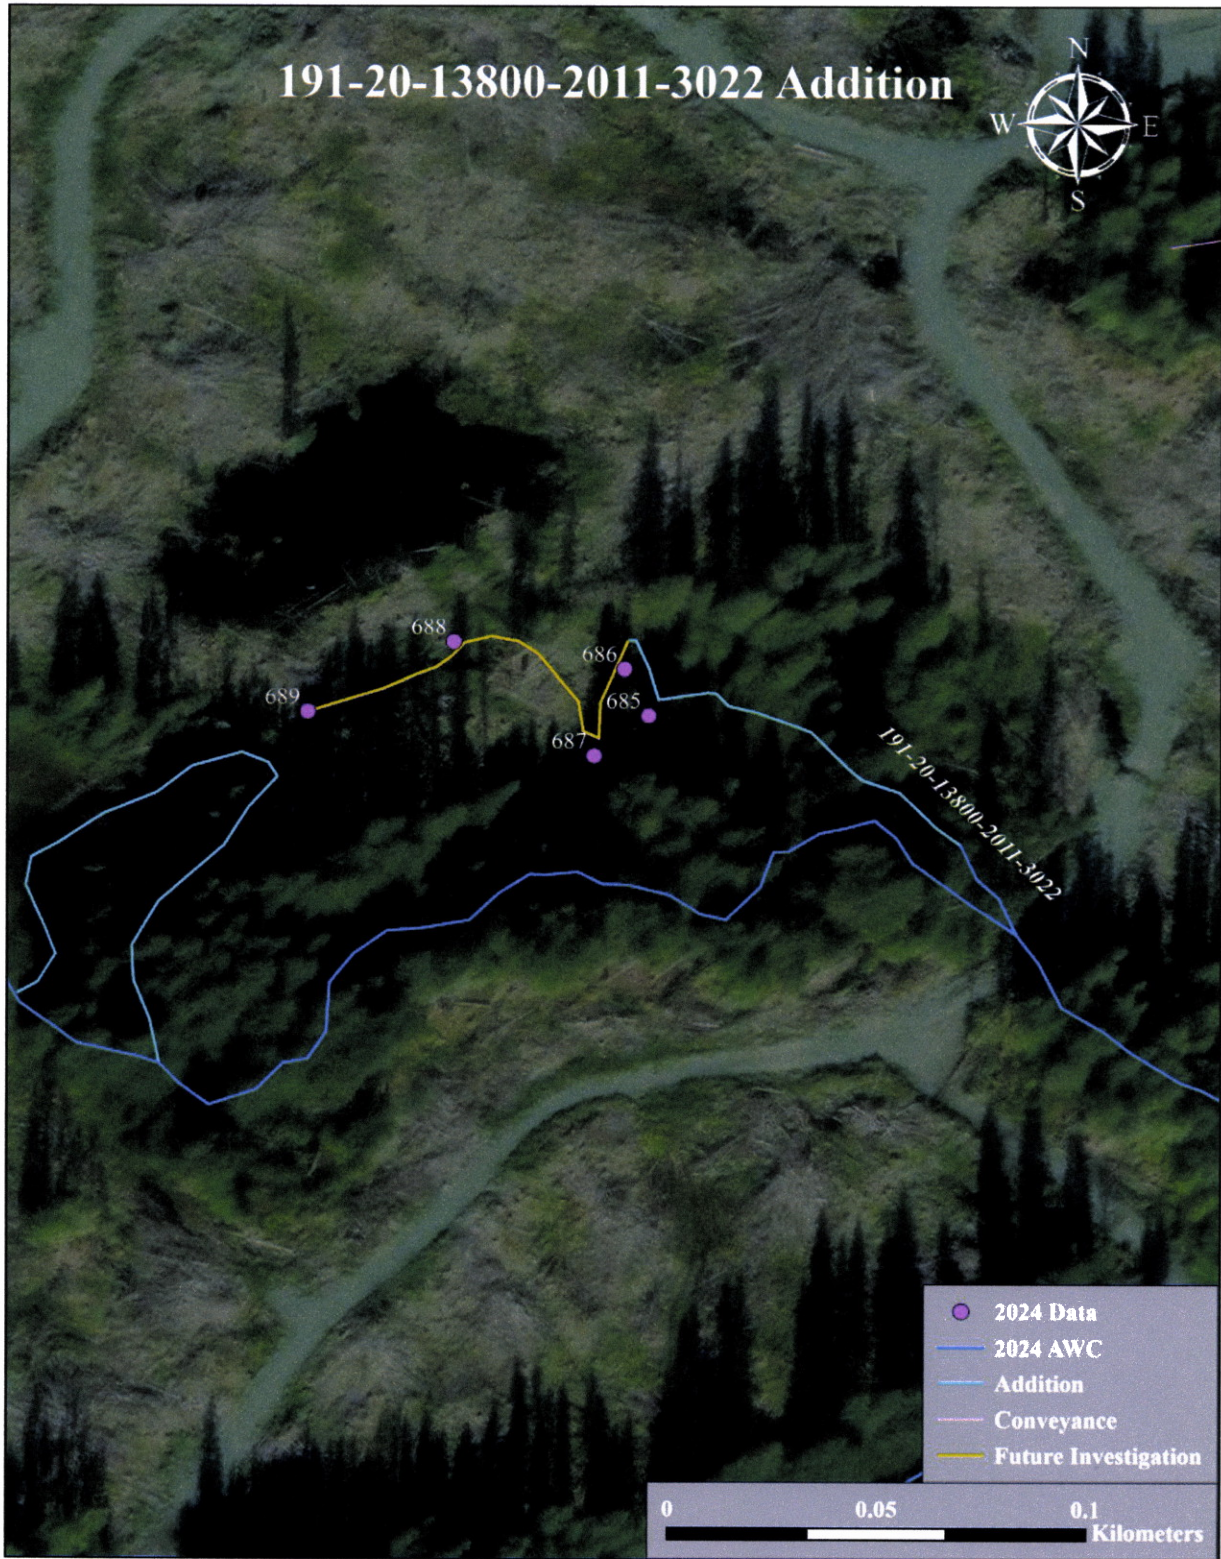 191-20-13800-2011-3022 Addition
N
W E
S
688
686
689
685
687
191-20-13800-2011-3022
2024 Data
2024 AWC
Addition
Conveyance
Future Investigation
0 0.05 0.1
Kilometers